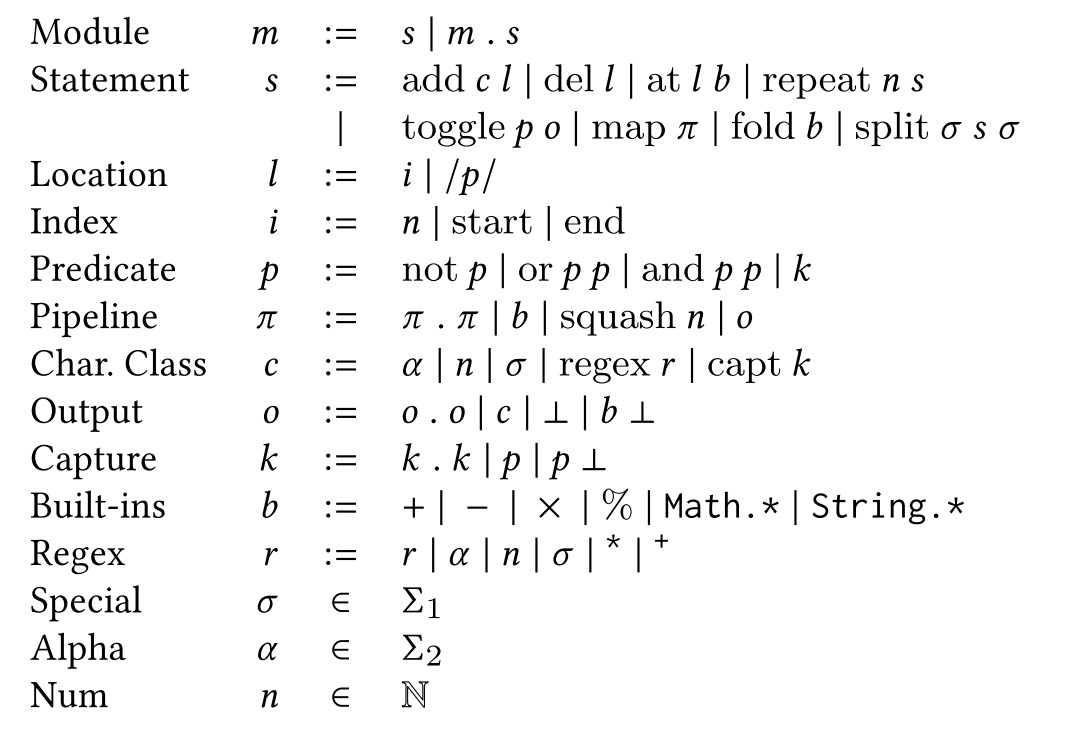 Module m := s | m . s
Statement s := add c l | del l | at l b | repeat n s
| toggle p o | map π | fold b | split σ s σ
Location l := i | /p/
Index i := n | start | end
Predicate p := not p | or p p | and p p | k
Pipeline π := π . π | b | squash n | o
Char. Class c := α | n | σ | regex r | capt k
Output o := o . o | c | ⊥ | b ⊥
Capture k := k . k | p | p ⊥
Built-ins b := + | − | × | % | Math.* | String.*
Regex r := r | α | n | σ | * | ⁺
Special σ ∈ Σ₁
Alpha α ∈ Σ₂
Num n ∈ ℕ